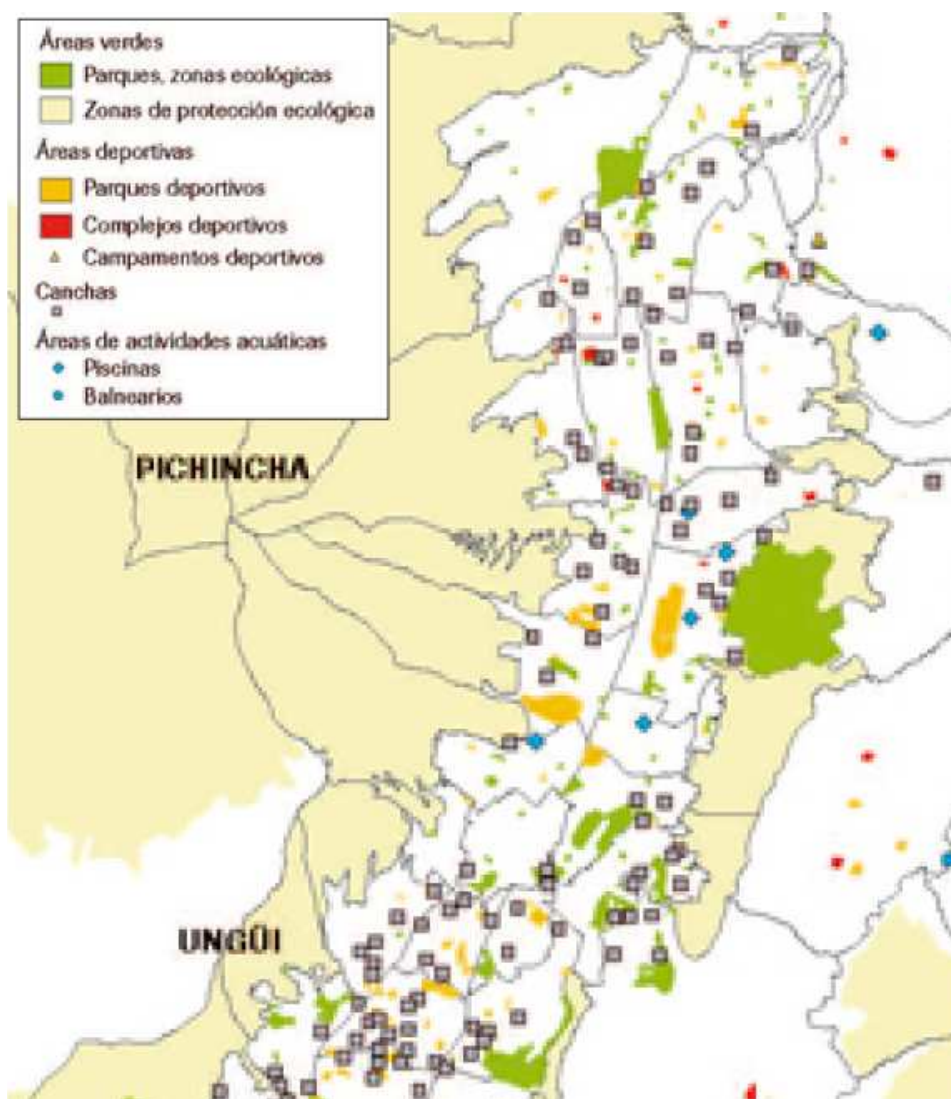 Áreas verdes
Parques, zonas ecológicas
Zonas de protección ecológica
Áreas deportivas
Parques deportivos
Complejos deportivos
Campamentos deportivos
Canchas
Áreas de actividades acuáticas
Piscinas
Balnearios
PICHINCHA
UNGÜI